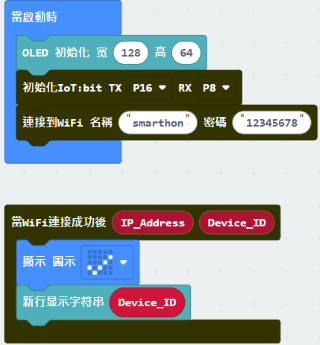 當啟動時
OLED 初始化 宽 128 高 64
初始化IoT:bit TX P16 RX P8
連接到WiFi 名稱 "smarthon" 密碼 "12345678"
當WiFi連接成功後 IP_Address Device_ID
顯示 圖示
新行显示字符串 Device_ID